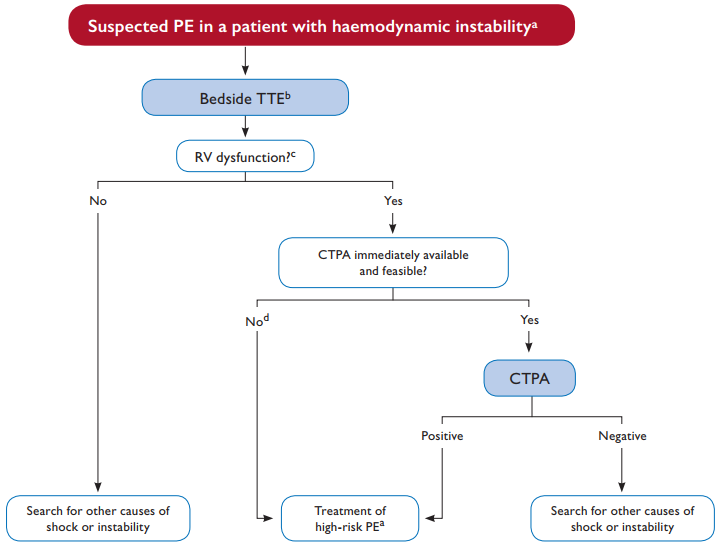 Suspected PE in a patient with haemodynamic instabilityᵃ
Bedside TTEᵇ
RV dysfunction?ᶜ
No
Yes
CTPA immediately available
and feasible?
Noᵈ
Yes
CTPA
Positive
Negative
Search for other causes of
shock or instability
Treatment of
high-risk PEᵃ
Search for other causes of
shock or instability